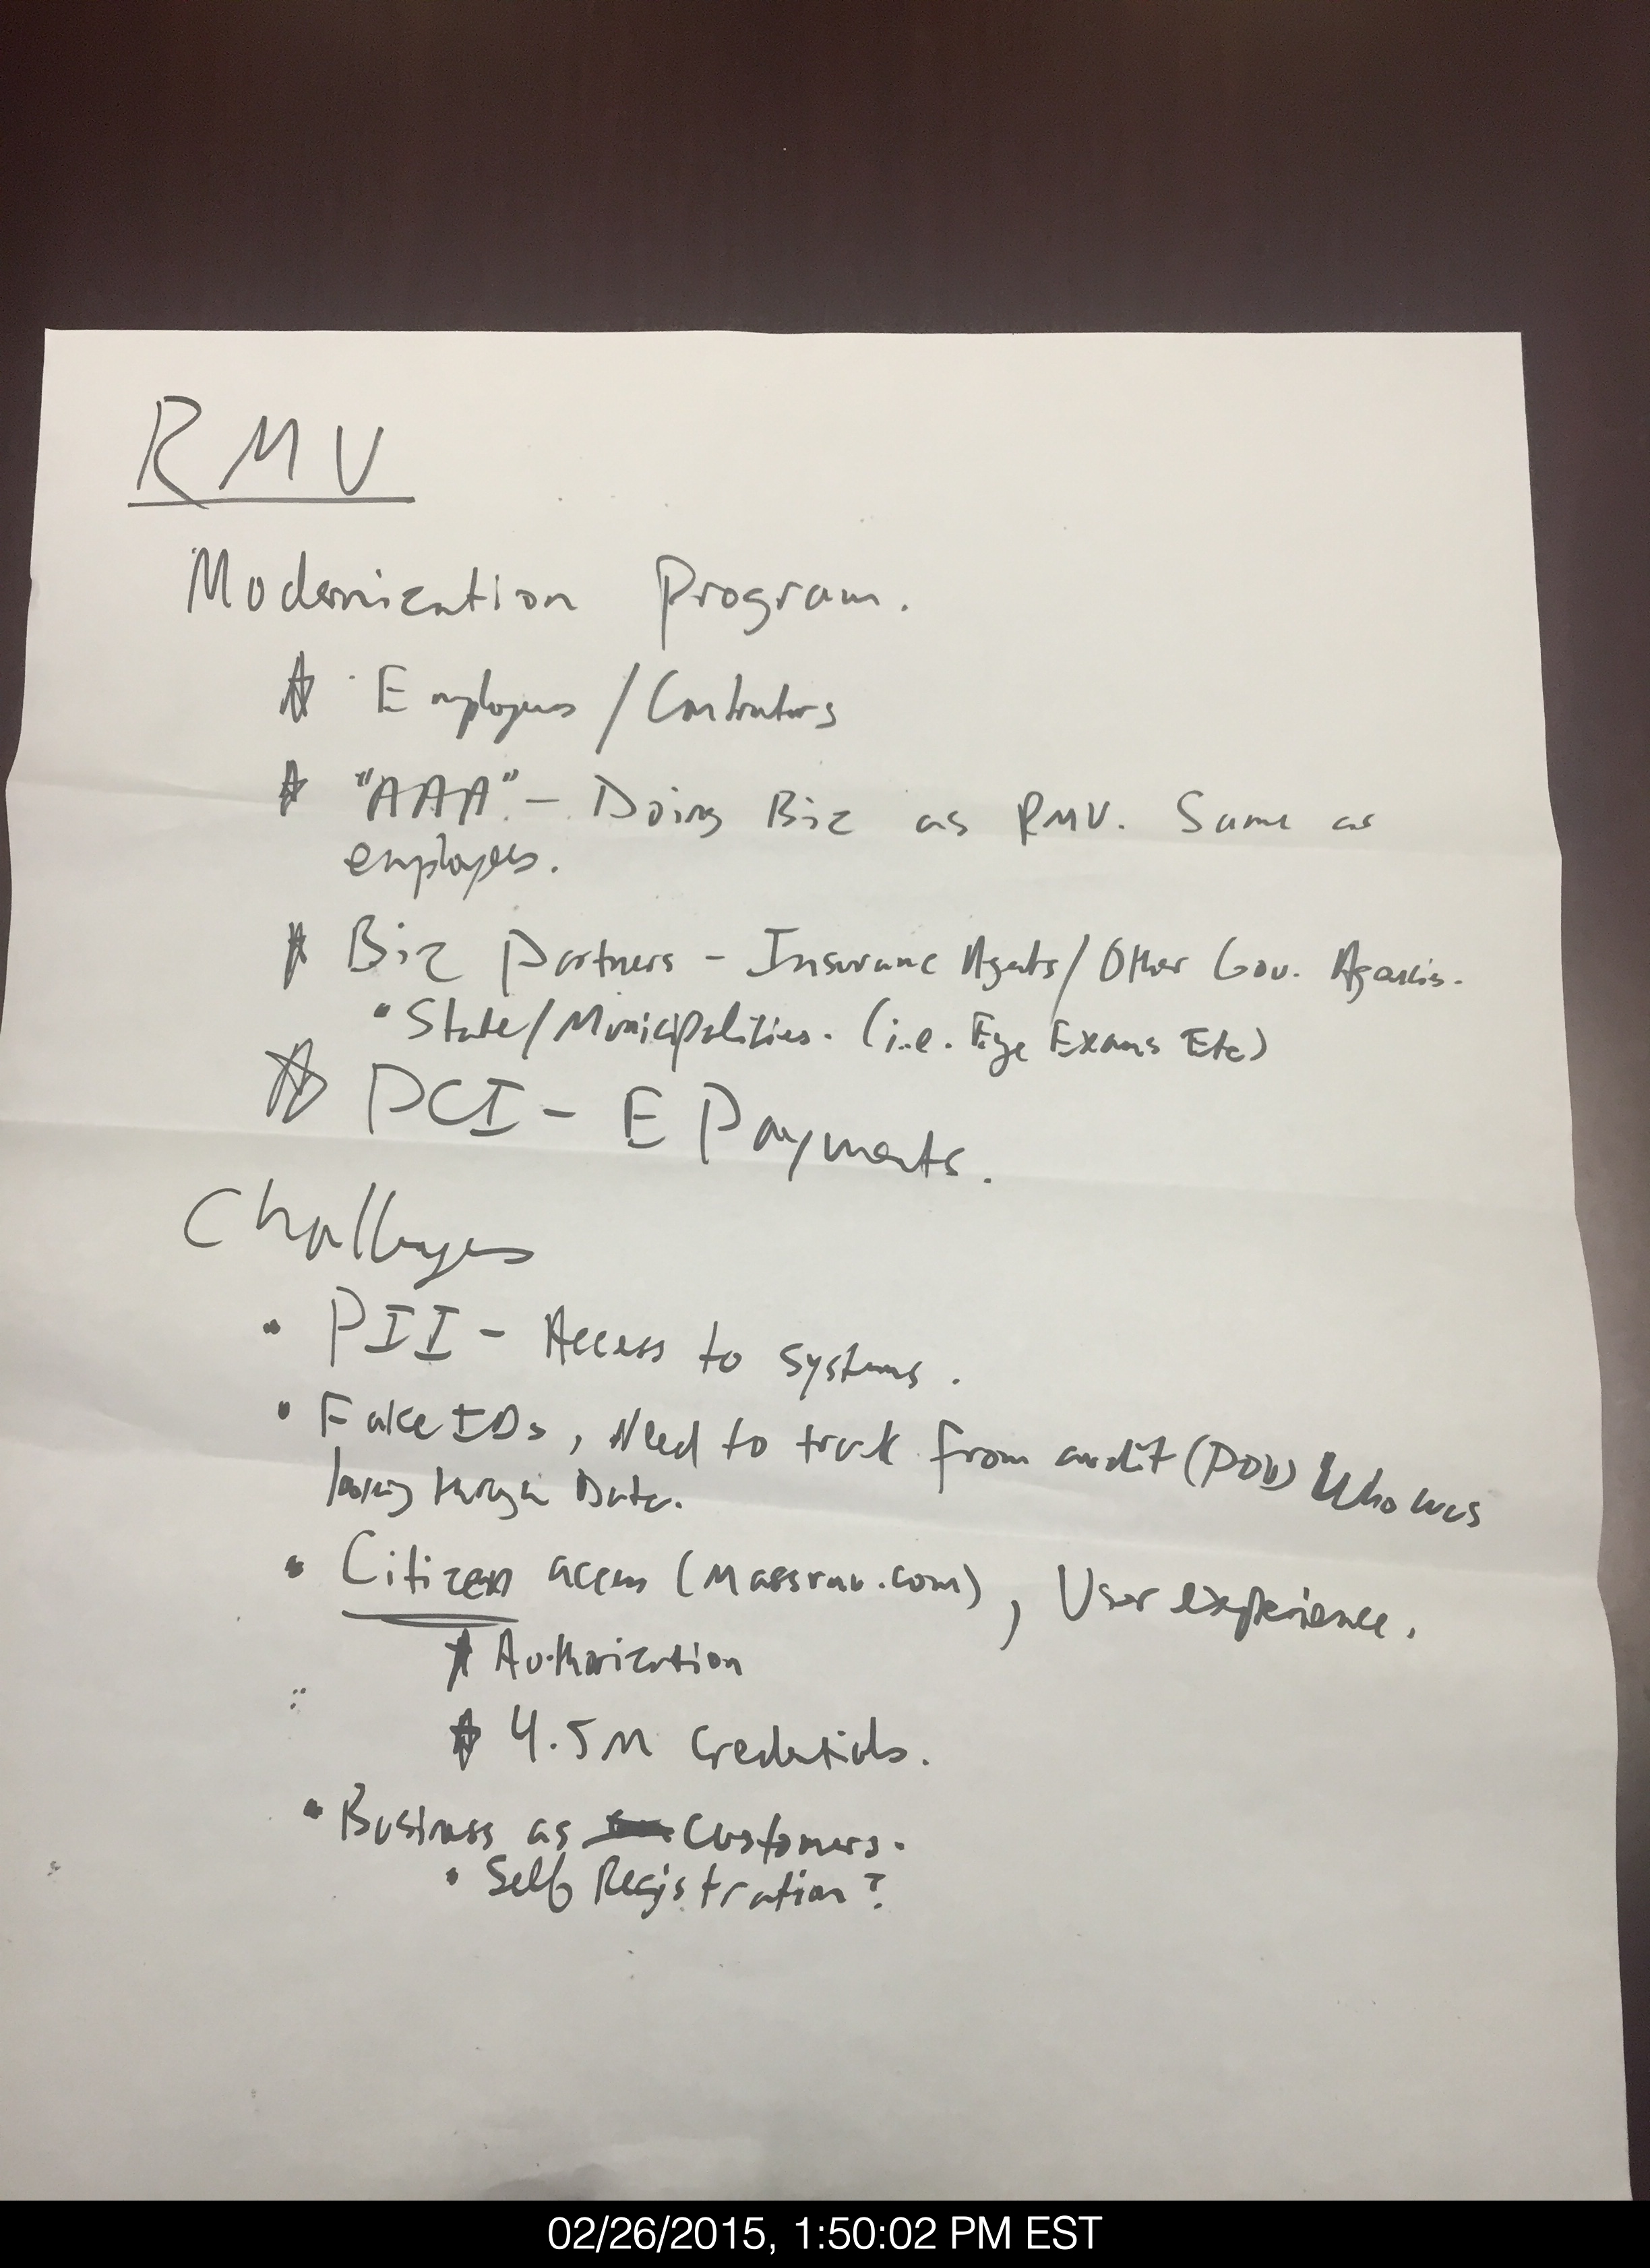 RMV
Modernization Program.
Employees / Contractors
"AAA" - Doing Biz as RMV. Same as
employees.
Biz Partners - Insurance Agents / Other Gov. Agencies.
• State / Municipalities. (i.e. Eye Exams Etc)
PCI - E Payments.
Challenges
• PII - Access to systems.
• Fake IDs, Need to track from audit ( ) Who was
looking through Data.
• Citizen access (Massrmv.com), User experience.
Authorization
4.5M Credentials.
• Business as Customers.
• Self Registration?
02/26/2015, 1:50:02 PM EST